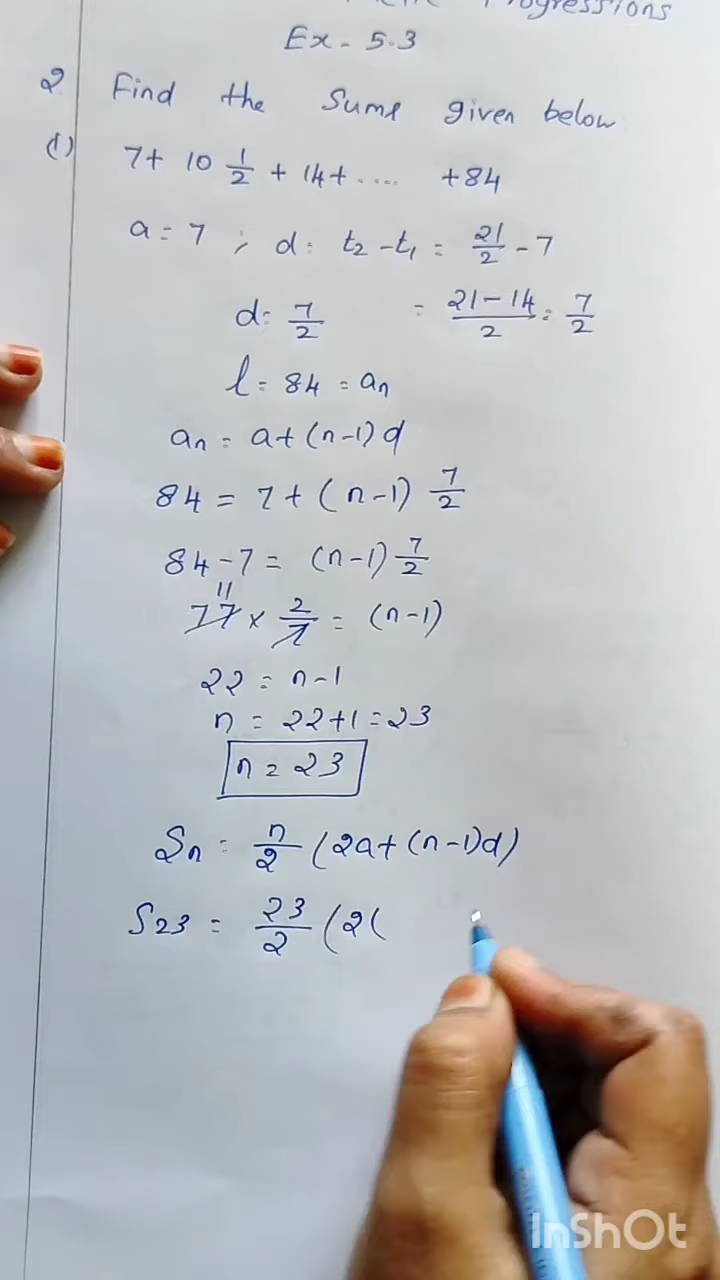 Progressions
Ex - 5.3
2 Find the Sums given below
(i) 7+ 10 1/2 + 14+ .... +84
a = 7 ; d = t₂ - t₁ = 21/2 - 7
d = 7/2 = 21-14/2 = 7/2
l = 84 = aₙ
aₙ = a+(n-1)d
84 = 7+(n-1) 7/2
84-7 = (n-1) 7/2
11
77 × 2/7 = (n-1)
22 = n-1
n = 22+1 = 23
n = 23
Sₙ = n/2 (2a+(n-1)d)
S₂₃ = 23/2 (2(
InShOt